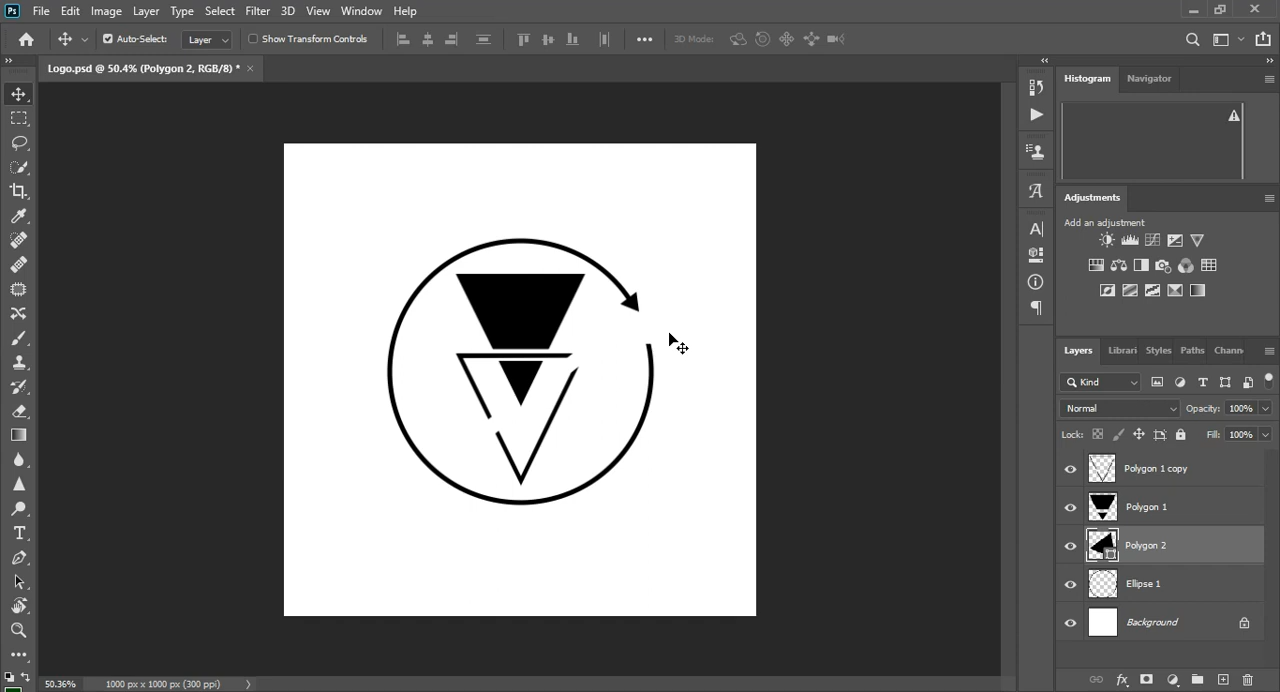 Ps File Edit Image Layer Type Select Filter 3D View Window Help
Auto-Select: Layer Show Transform Controls 3D Mode:
Logo.psd @ 50.4% (Polygon 2, RGB/8) *
Histogram Navigator
Adjustments
Add an adjustment
Layers Librari Styles Paths Chann
Kind
Normal Opacity: 100%
Lock: Fill: 100%
Polygon 1 copy
Polygon 1
Polygon 2
Ellipse 1
Background
50.36% 1000 px x 1000 px (300 ppi)